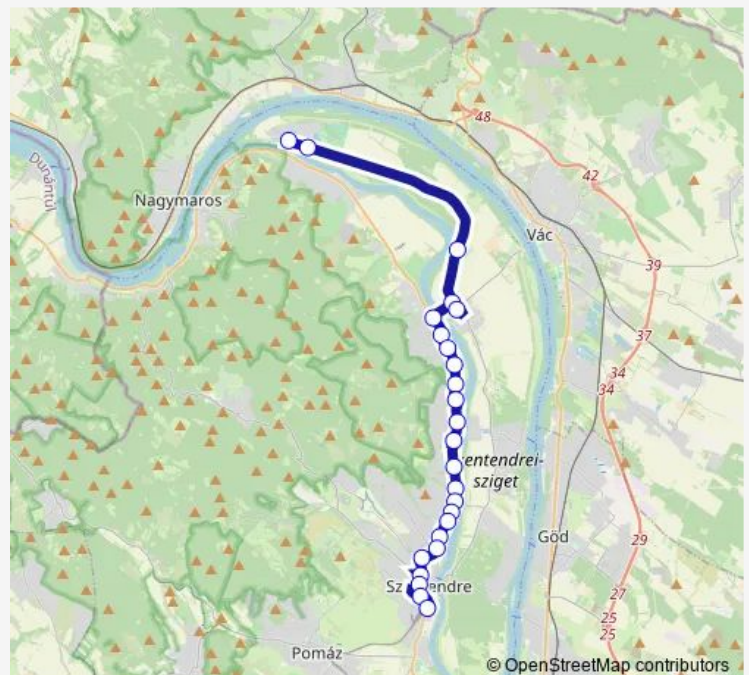 48
42
Dunántúl
Nagymaros
Vác
39
37
34
34
entendrei-
sziget
Göd
29
Sz
endre
27
25
25
Pomáz
© OpenStreetMap contributors